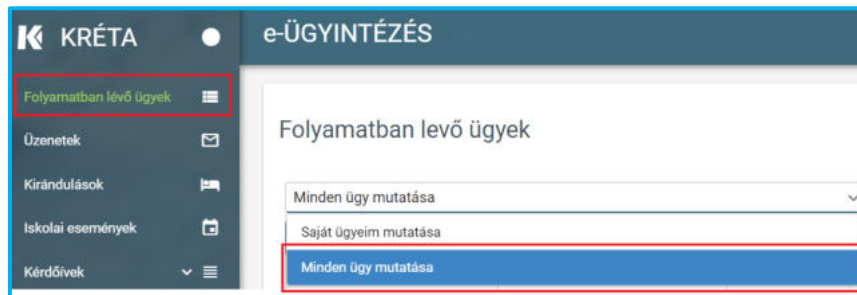 KRÉTA
e-ÜGYINTÉZÉS
Folyamatban lévő ügyek
Üzenetek
Kirándulások
Iskolai események
Kérdőívek
Folyamatban levő ügyek
Minden ügy mutatása
Saját ügyeim mutatása
Minden ügy mutatása